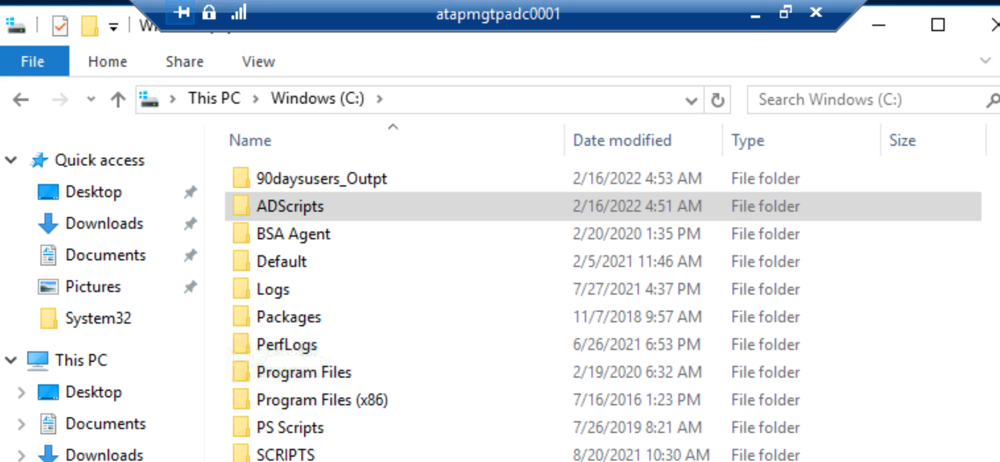 atapmgtpadc0001
File Home Share View
This PC Windows (C:) Search Windows (C:)
Name Date modified Type Size
Quick access
Desktop
Downloads
Documents
Pictures
System32
This PC
Desktop
Documents
Downloads
90daysusers_Outpt 2/16/2022 4:53 AM File folder
ADScripts 2/16/2022 4:51 AM File folder
BSA Agent 2/20/2020 1:35 PM File folder
Default 2/5/2021 11:46 AM File folder
Logs 7/27/2021 4:37 PM File folder
Packages 11/7/2018 9:57 AM File folder
PerfLogs 6/26/2021 6:53 PM File folder
Program Files 2/19/2020 6:32 AM File folder
Program Files (x86) 7/16/2016 1:23 PM File folder
PS Scripts 7/26/2019 8:21 AM File folder
SCRIPTS 8/20/2021 10:30 AM File folder